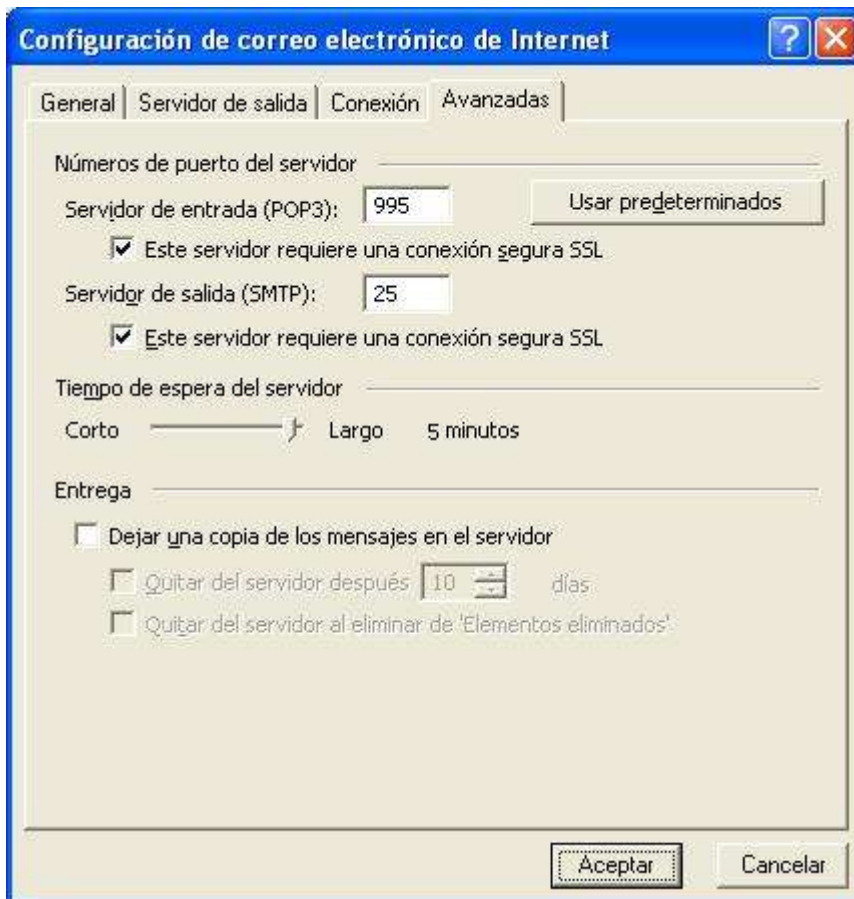 Configuración de correo electrónico de Internet
General Servidor de salida Conexión Avanzadas
Números de puerto del servidor
Servidor de entrada (POP3): 995 Usar predeterminados
Este servidor requiere una conexión segura SSL
Servidor de salida (SMTP): 25
Este servidor requiere una conexión segura SSL
Tiempo de espera del servidor
Corto Largo 5 minutos
Entrega
Dejar una copia de los mensajes en el servidor
Quitar del servidor después 10 días
Quitar del servidor al eliminar de 'Elementos eliminados'
Aceptar Cancelar